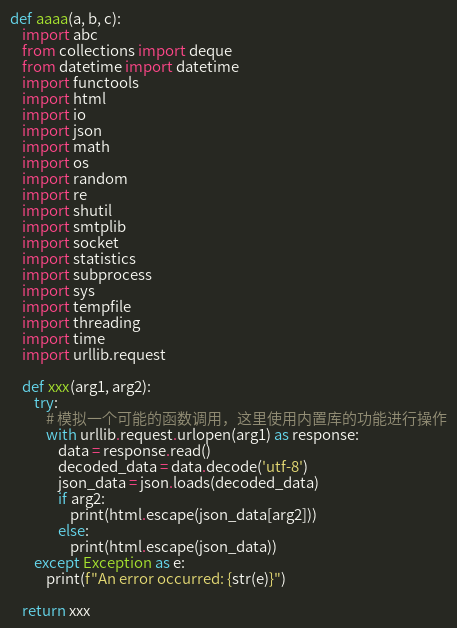 def aaaa(a, b, c):
    import abc
    from collections import deque
    from datetime import datetime
    import functools
    import html
    import io
    import json
    import math
    import os
    import random
    import re
    import shutil
    import smtplib
    import socket
    import statistics
    import subprocess
    import sys
    import tempfile
    import threading
    import time
    import urllib.request

    def xxx(arg1, arg2):
        try:
            # 模拟一个可能的函数调用，这里使用内置库的功能进行操作
            with urllib.request.urlopen(arg1) as response:
                data = response.read()
                decoded_data = data.decode('utf-8')
                json_data = json.loads(decoded_data)
                if arg2:
                    print(html.escape(json_data[arg2]))
                else:
                    print(html.escape(json_data))
        except Exception as e:
            print(f"An error occurred: {str(e)}")

    return xxx